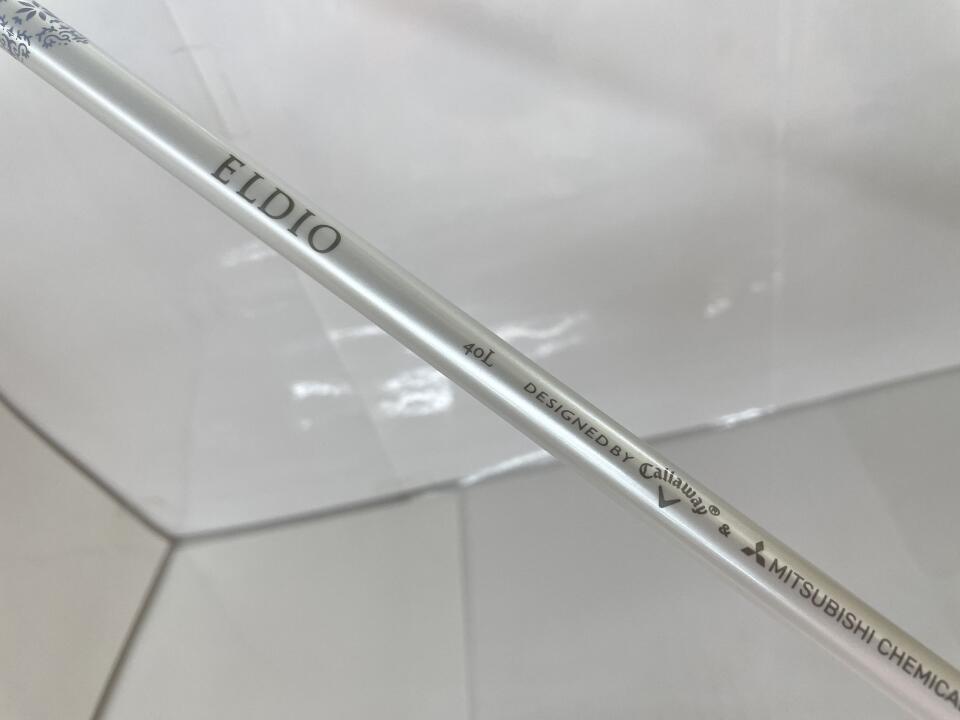 ELDIO
40L
DESIGNED BY Callaway® & MITSUBISHI CHEMICAL